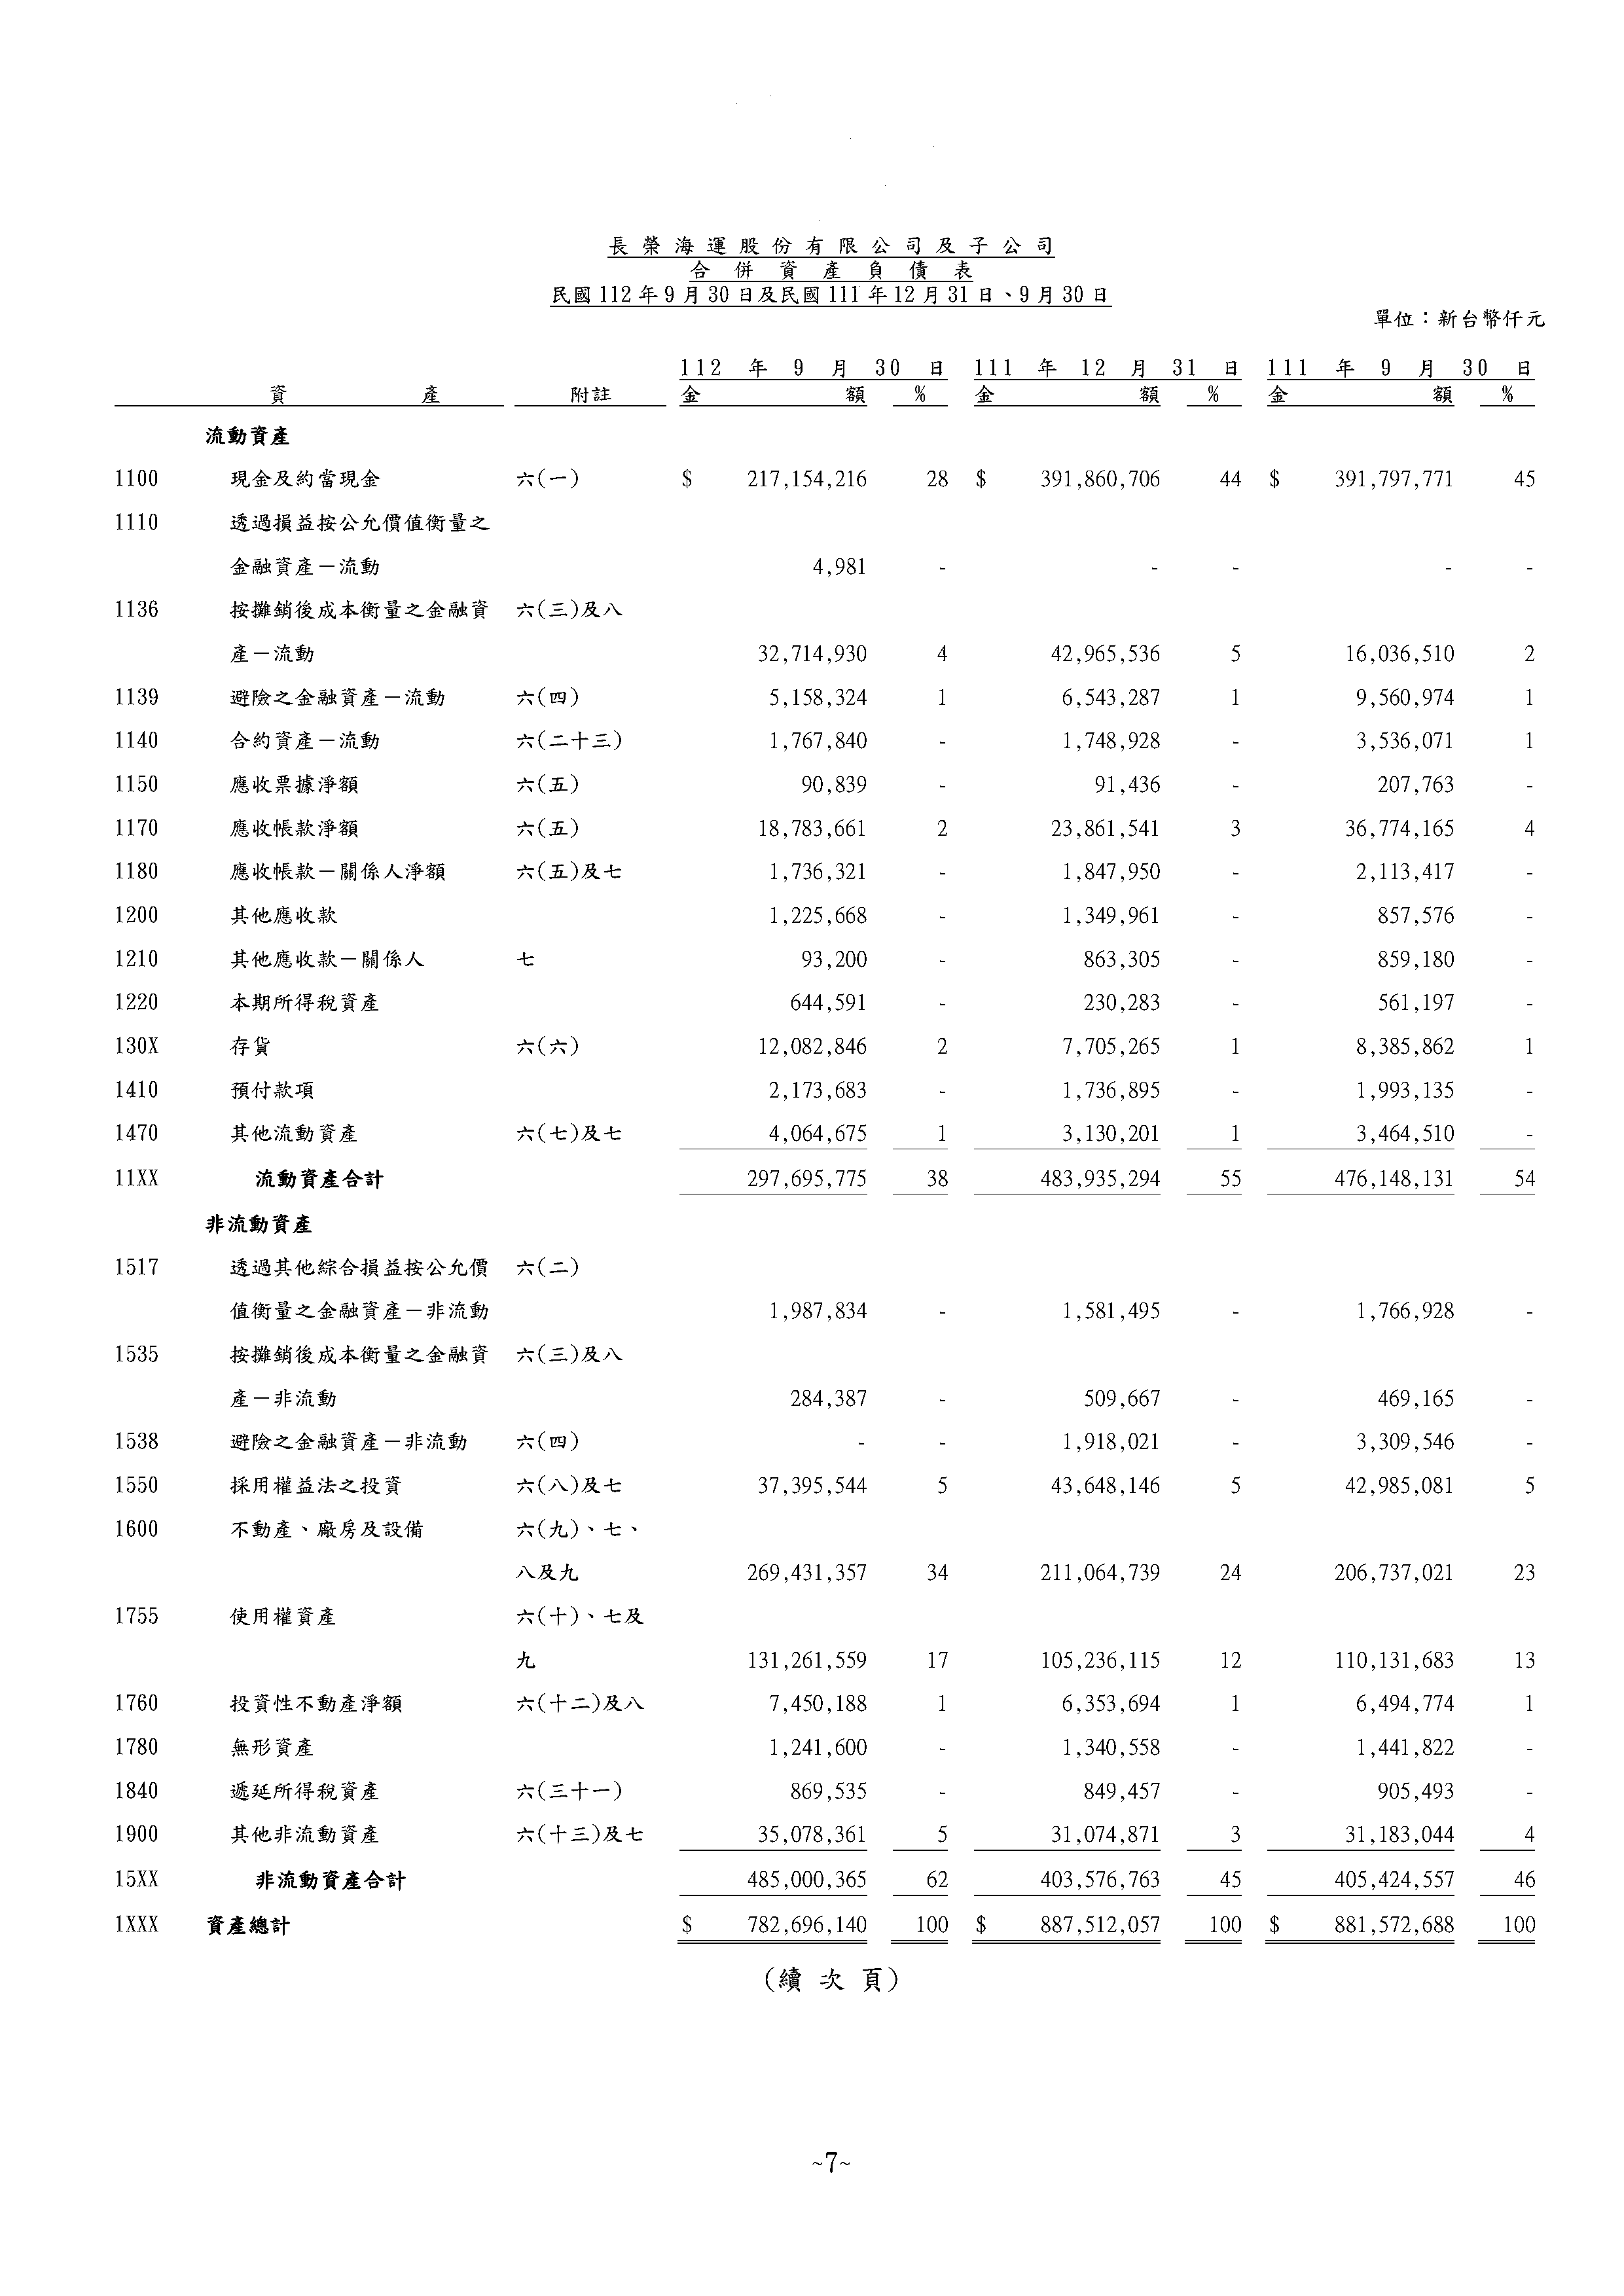 長榮海運股份有限公司及子公司
合併資產負債表
民國112年9月30日及民國111年12月31日、9月30日
單位：新台幣仟元
112 年 9 月 30 日 111 年 12 月 31 日 111 年 9 月 30 日
資 產 附註 金 額 % 金 額 % 金 額 %
流動資產
1100 現金及約當現金 六(一) $ 217,154,216 28 $ 391,860,706 44 $ 391,797,771 45
1110 透過損益按公允價值衡量之
金融資產－流動 4,981 - - - - -
1136 按攤銷後成本衡量之金融資 六(三)及八
產－流動 32,714,930 4 42,965,536 5 16,036,510 2
1139 避險之金融資產－流動 六(四) 5,158,324 1 6,543,287 1 9,560,974 1
1140 合約資產－流動 六(二十三) 1,767,840 - 1,748,928 - 3,536,071 1
1150 應收票據淨額 六(五) 90,839 - 91,436 - 207,763 -
1170 應收帳款淨額 六(五) 18,783,661 2 23,861,541 3 36,774,165 4
1180 應收帳款－關係人淨額 六(五)及七 1,736,321 - 1,847,950 - 2,113,417 -
1200 其他應收款 1,225,668 - 1,349,961 - 857,576 -
1210 其他應收款－關係人 七 93,200 - 863,305 - 859,180 -
1220 本期所得稅資產 644,591 - 230,283 - 561,197 -
130X 存貨 六(六) 12,082,846 2 7,705,265 1 8,385,862 1
1410 預付款項 2,173,683 - 1,736,895 - 1,993,135 -
1470 其他流動資產 六(七)及七 4,064,675 1 3,130,201 1 3,464,510 -
11XX 流動資產合計 297,695,775 38 483,935,294 55 476,148,131 54
非流動資產
1517 透過其他綜合損益按公允價 六(二)
值衡量之金融資產－非流動 1,987,834 - 1,581,495 - 1,766,928 -
1535 按攤銷後成本衡量之金融資 六(三)及八
產－非流動 284,387 - 509,667 - 469,165 -
1538 避險之金融資產－非流動 六(四) - - 1,918,021 - 3,309,546 -
1550 採用權益法之投資 六(八)及七 37,395,544 5 43,648,146 5 42,985,081 5
1600 不動產、廠房及設備 六(九)、七、
八及九 269,431,357 34 211,064,739 24 206,737,021 23
1755 使用權資產 六(十)、七及
九 131,261,559 17 105,236,115 12 110,131,683 13
1760 投資性不動產淨額 六(十二)及八 7,450,188 1 6,353,694 1 6,494,774 1
1780 無形資產 1,241,600 - 1,340,558 - 1,441,822 -
1840 遞延所得稅資產 六(三十一) 869,535 - 849,457 - 905,493 -
1900 其他非流動資產 六(十三)及七 35,078,361 5 31,074,871 3 31,183,044 4
15XX 非流動資產合計 485,000,365 62 403,576,763 45 405,424,557 46
1XXX 資產總計 $ 782,696,140 100 $ 887,512,057 100 $ 881,572,688 100
(續 次 頁)
~7~